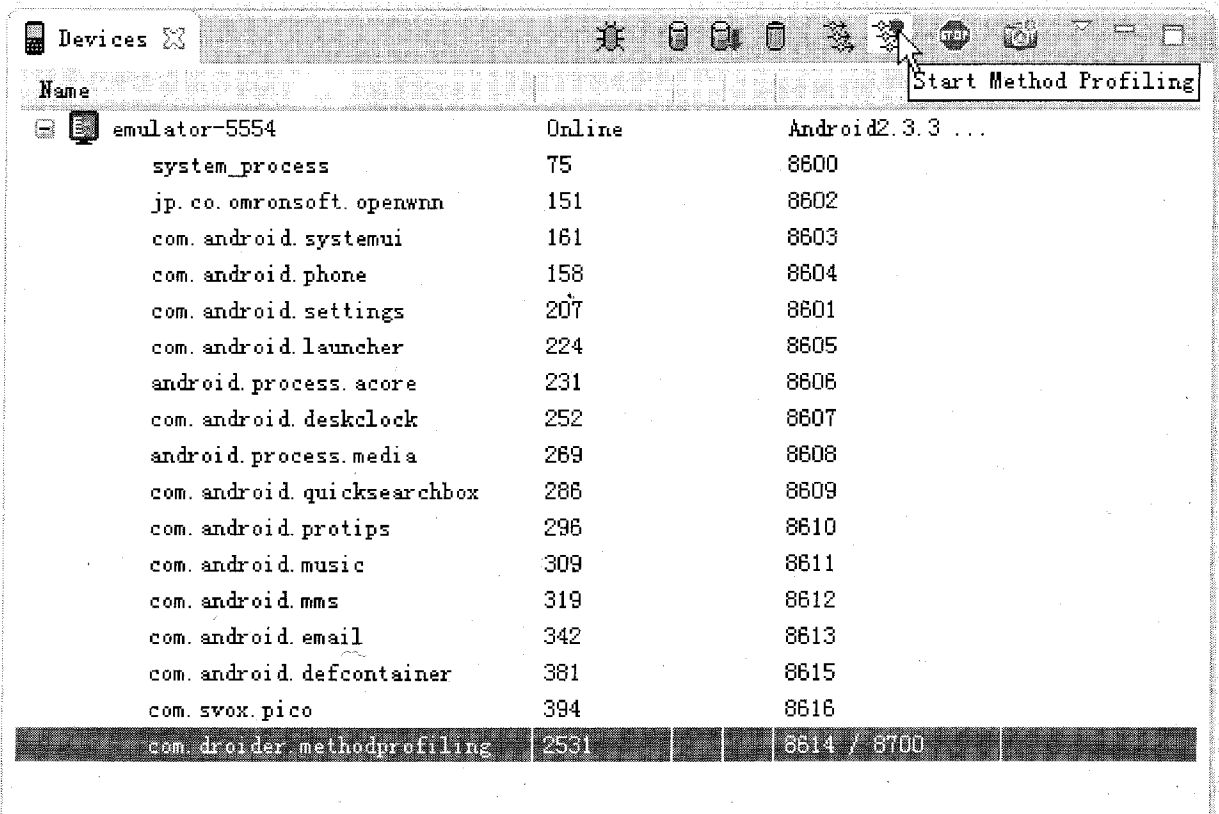 Devices
Start Method Profiling
Name
emulator-5554 Online Android2.3.3 ...
system_process 75 8600
jp.co.omronsoft.openwnn 151 8602
com.android.systemui 161 8603
com.android.phone 158 8604
com.android.settings 207 8601
com.android.launcher 224 8605
android.process.acore 231 8606
com.android.deskclock 252 8607
android.process.media 269 8608
com.android.quicksearchbox 286 8609
com.android.protips 296 8610
com.android.music 309 8611
com.android.mms 319 8612
com.android.email 342 8613
com.android.defcontainer 381 8615
com.svox.pico 394 8616
com.droider.methodprofiling 2531 8614 / 8700